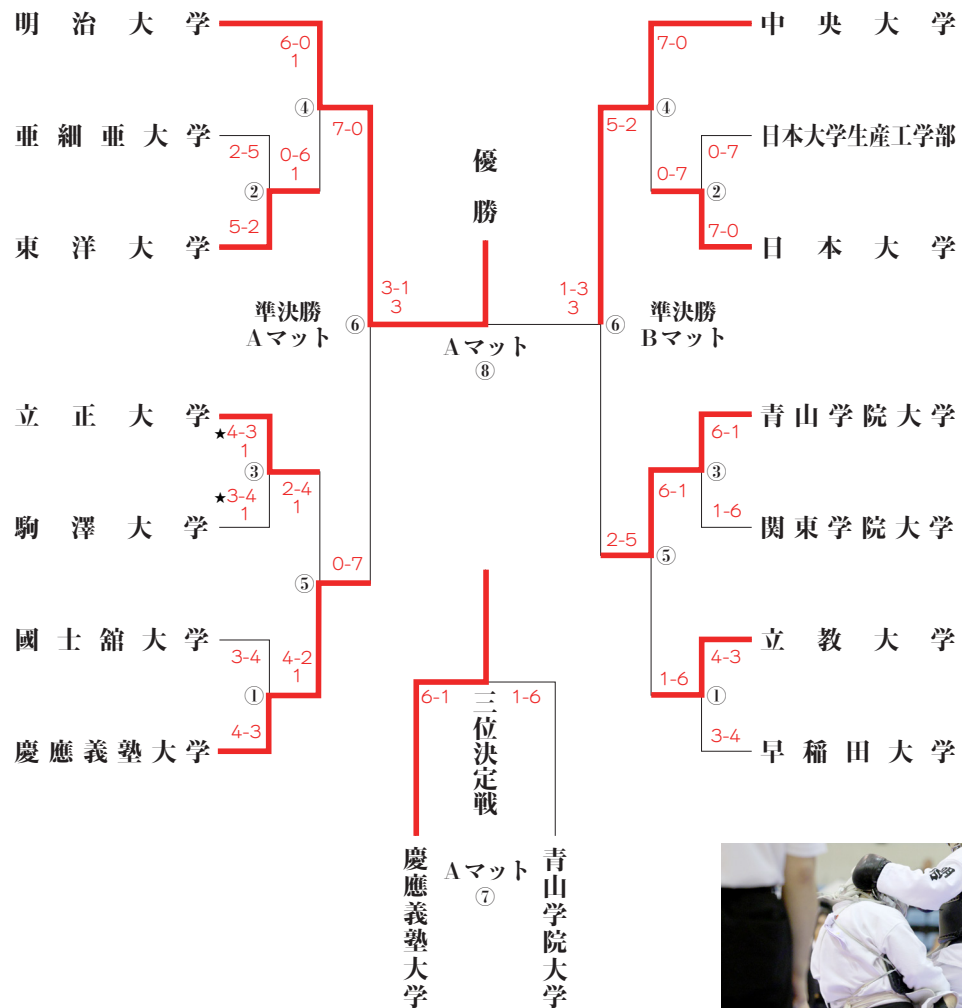 明治大学
6-0
1
④
7-0
亜細亜大学
2-5
0-6
1
②
東洋大学
5-2
準決勝
Aマット
⑥
3-1
3
立正大学
★4-3
1
③
2-4
1
駒澤大学
★3-4
1
⑤
0-7
國士舘大学
3-4
4-2
1
①
慶應義塾大学
4-3
優勝
Aマット
⑧
中央大学
7-0
④
5-2
日本大学生産工学部
0-7
0-7
②
日本大学
7-0
1-3
3
⑥
準決勝
Bマット
青山学院大学
6-1
③
6-1
関東学院大学
1-6
2-5
⑤
立教大学
4-3
1-6
①
早稲田大学
3-4
6-1
1-6
三位決定戦
慶應義塾大学
Aマット
⑦
青山学院大学